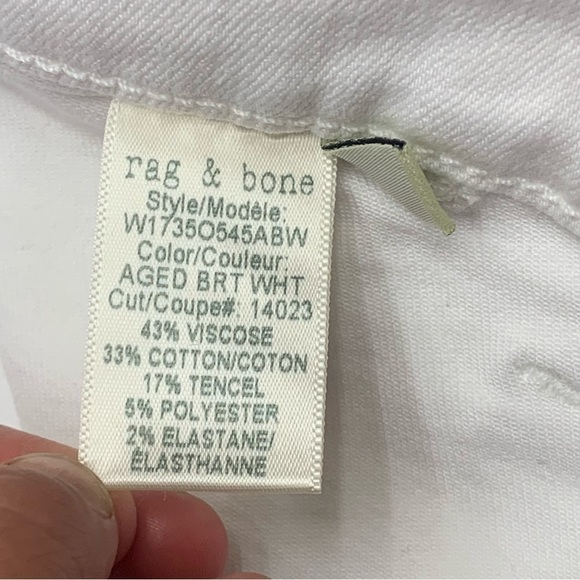 rag & bone
Style/Modèle:
W1735O545ABW
Color/Couleur:
AGED BRT WHT
Cut/Coupe#: 14023
43% VISCOSE
33% COTTON/COTON
17% TENCEL
5% POLYESTER
2% ELASTANE/
ÉLASTHANNE